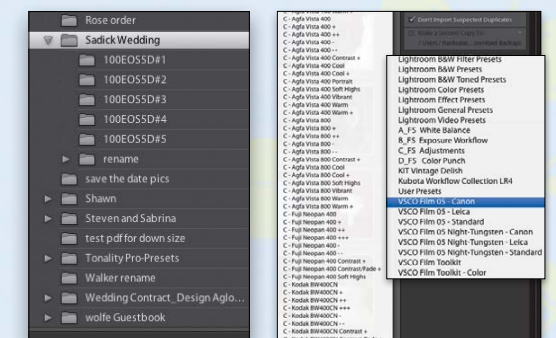 Rose order
Sadick Wedding
100EOS5D#1
100EOS5D#2
100EOS5D#3
100EOS5D#4
100EOS5D#5
rename
save the date pics
Shawn
Steven and Sabrina
test pdf for down size
Tonality Pro-Presets
Walker rename
Wedding Contract_Design Aglo...
wolfe Guestbook
C - Agfa Vista 400
C - Agfa Vista 400 +
C - Agfa Vista 400 ++
C - Agfa Vista 400 -
C - Agfa Vista 400 - -
C - Agfa Vista 400 Contrast +
C - Agfa Vista 400 Cool
C - Agfa Vista 400 Cool +
C - Agfa Vista 400 Portrait
C - Agfa Vista 400 Soft Highs
C - Agfa Vista 400 Vibrant
C - Agfa Vista 400 Warm
C - Agfa Vista 400 Warm +
C - Agfa Vista 800
C - Agfa Vista 800 +
C - Agfa Vista 800 ++
C - Agfa Vista 800 -
C - Agfa Vista 800 - -
C - Agfa Vista 800 Contrast +
C - Agfa Vista 800 Cool
C - Agfa Vista 800 Cool +
C - Agfa Vista 800 Soft Highs
C - Agfa Vista 800 Vibrant
C - Agfa Vista 800 Warm
C - Agfa Vista 800 Warm +
C - Fuji Neopan 400
C - Fuji Neopan 400 +
C - Fuji Neopan 400 ++
C - Fuji Neopan 400 +++
C - Fuji Neopan 400 -
C - Fuji Neopan 400 - -
C - Fuji Neopan 400 Contrast +
C - Fuji Neopan 400 Contrast/Fade +
C - Fuji Neopan 400 Soft Highs
C - Kodak BW400CN
C - Kodak BW400CN +
C - Kodak BW400CN ++
C - Kodak BW400CN +++
C - Kodak BW400CN -
C - Kodak BW400CN - -
C - Kodak BW400CN Contrast +
Don't Import Suspected Duplicates
Make a Second Copy To:
Lightroom B&W Filter Presets
Lightroom B&W Presets
Lightroom B&W Toned Presets
Lightroom Color Presets
Lightroom Effect Presets
Lightroom General Presets
Lightroom Video Presets
A_FS White Balance
B_FS Exposure Workflow
C_FS Adjustments
D_FS Color Punch
KIT Vintage Delish
Kubota Workflow Collection LR4
User Presets
VSCO Film 05 - Canon
VSCO Film 05 - Leica
VSCO Film 05 - Standard
VSCO Film 05 Night-Tungsten - Canon
VSCO Film 05 Night-Tungsten - Leica
VSCO Film 05 Night-Tungsten - Standard
VSCO Film Toolkit
VSCO Film Toolkit - Color